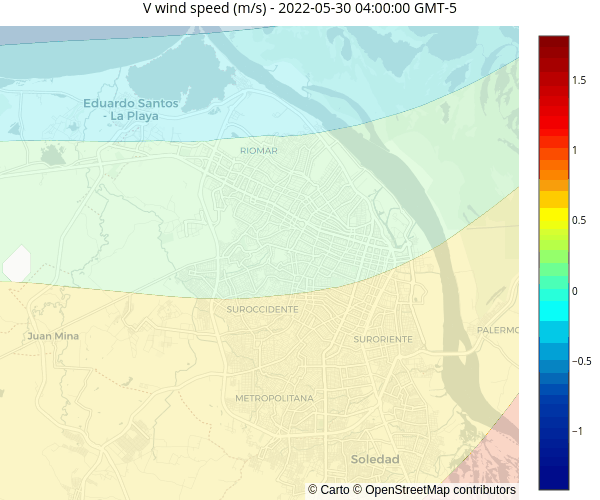 V wind speed (m/s) - 2022-05-30 04:00:00 GMT-5
Eduardo Santos
- La Playa
RIOMAR
SUROCCIDENTE
Juan Mina
SURORIENTE
PALERMO
METROPOLITANA
Soledad
© Carto © OpenStreetMap contributors
1.5
1
0.5
0
−0.5
−1